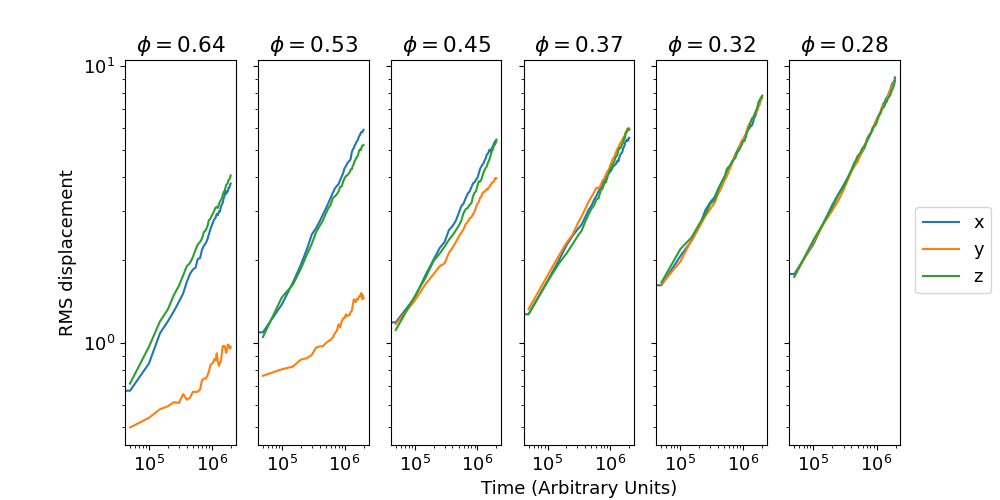 ϕ = 0.64
ϕ = 0.53
ϕ = 0.45
ϕ = 0.37
ϕ = 0.32
ϕ = 0.28
RMS displacement
10¹
10⁰
10⁵ 10⁶
10⁵ 10⁶
10⁵ 10⁶
10⁵ 10⁶
10⁵ 10⁶
10⁵ 10⁶
Time (Arbitrary Units)
x
y
z